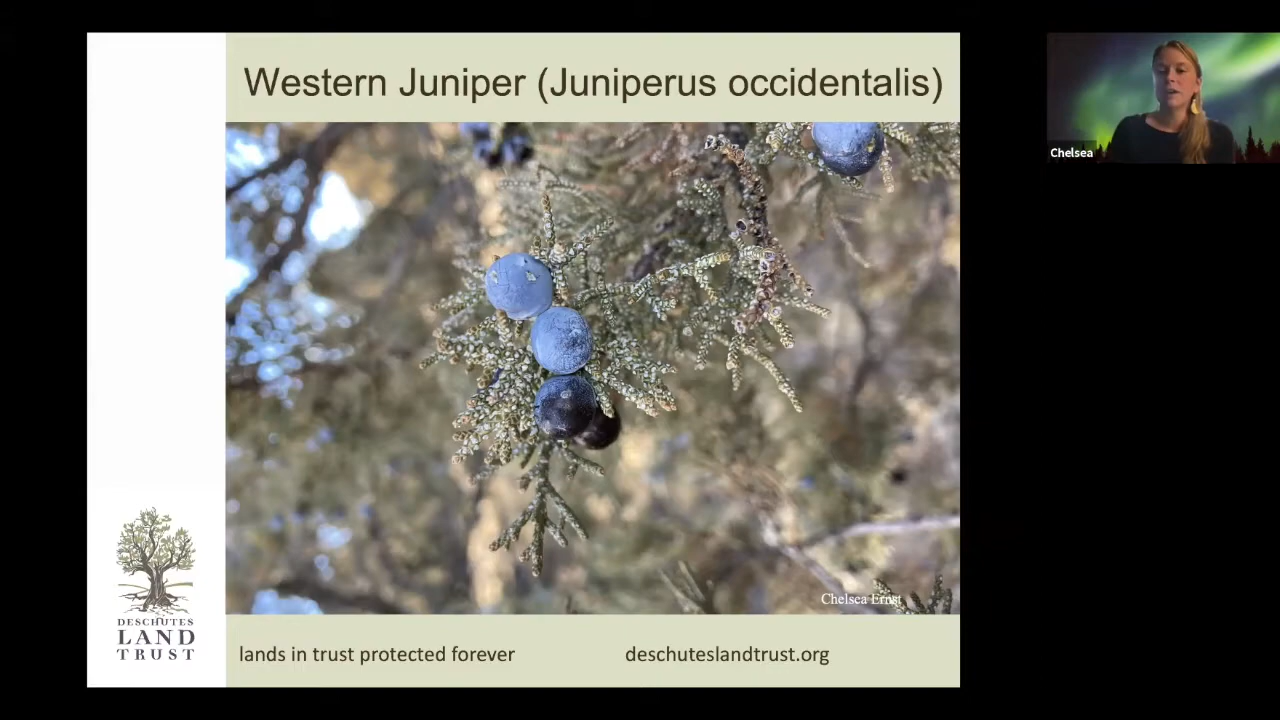 Western Juniper (Juniperus occidentalis)
Chelsea
Chelsea Ernst
DESCHUTES
LAND
TRUST
lands in trust protected forever
deschuteslandtrust.org